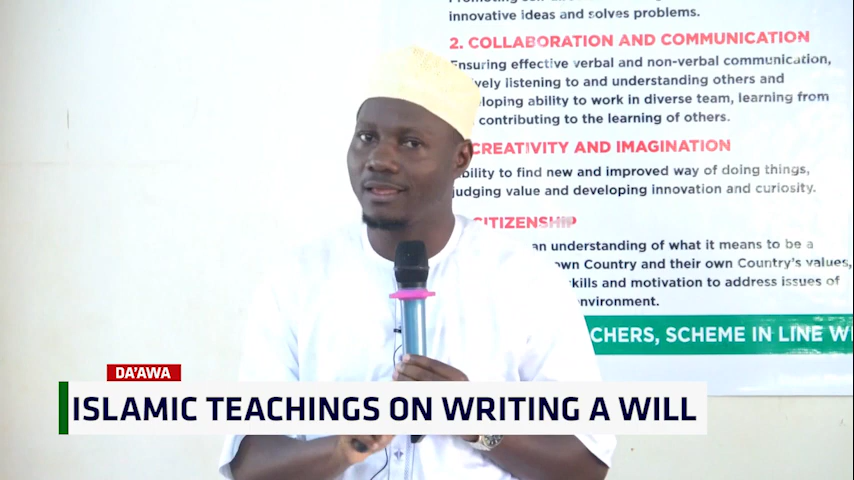 innovative ideas and solves problems.
2. COLLABORATION AND COMMUNICATION
Ensuring effective verbal and non-verbal communication,
listening to and understanding others and
ability to work in diverse team, learning from
contributing to the learning of others.
CREATIVITY AND IMAGINATION
to find new and improved way of doing things,
judging value and developing innovation and curiosity.
CITIZENSHIP
an understanding of what it means to be a
own Country and their own Country's values,
skills and motivation to address issues of
environment.
SCHEME IN LINE
DA'AWA
ISLAMIC TEACHINGS ON WRITING A WILL